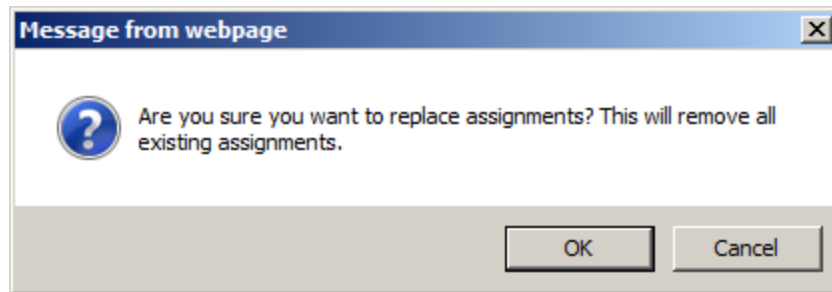 Message from webpage
Are you sure you want to replace assignments? This will remove all
existing assignments.
OK
Cancel